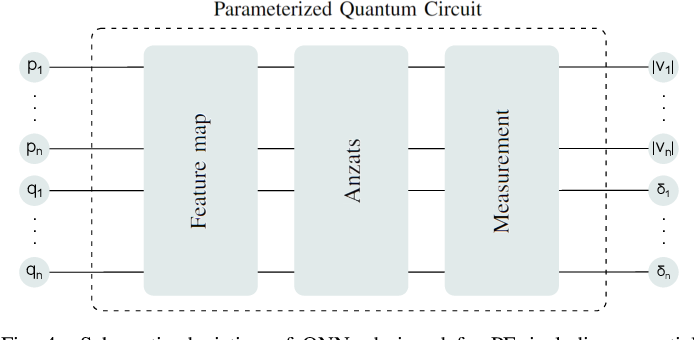 Parameterized Quantum Circuit
p1
pn
q1
qn
Feature map
Anzats
Measurement
|v1|
|vn|
δ1
δn